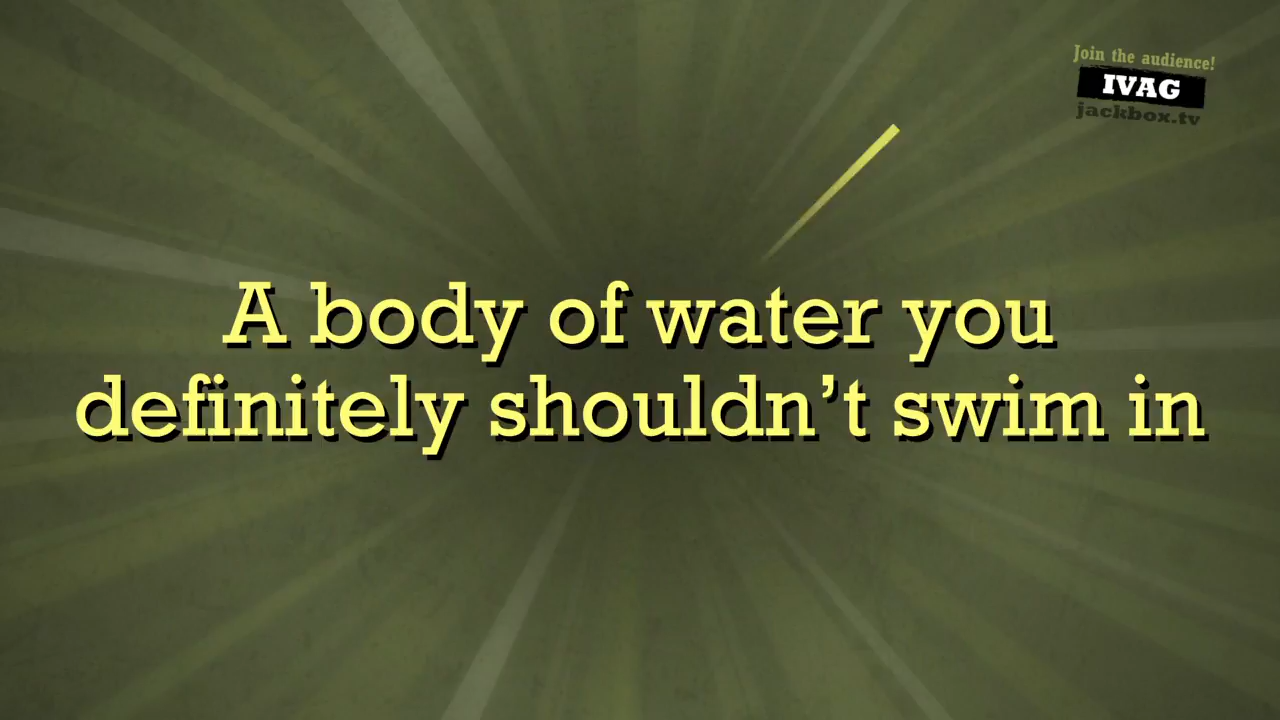 Join the audience!
IVAG
jackbox.tv
A body of water you
definitely shouldn’t swim in